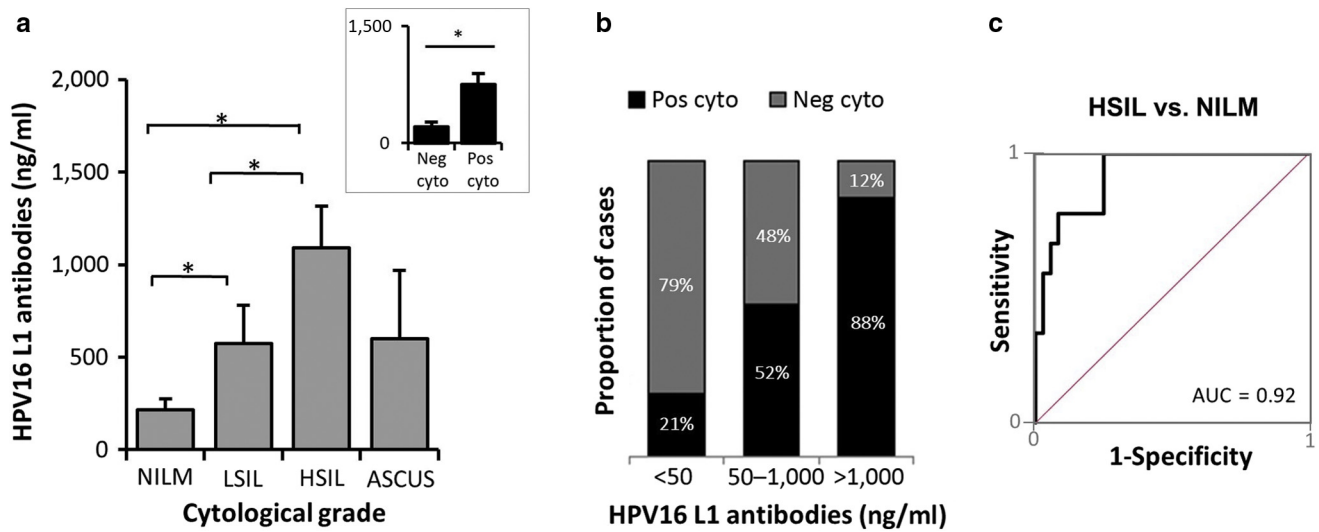 a
HPV16 L1 antibodies (ng/ml)
2,000
1,500
1,000
500
0
*
*
*
NILM LSIL HSIL ASCUS
Cytological grade
1,500
0
*
Neg cyto
Pos cyto
b
Pos cyto Neg cyto
Proportion of cases
79%
21%
48%
52%
12%
88%
<50 50–1,000 >1,000
HPV16 L1 antibodies (ng/ml)
c
HSIL vs. NILM
Sensitivity
1
0
AUC = 0.92
0 1
1-Specificity